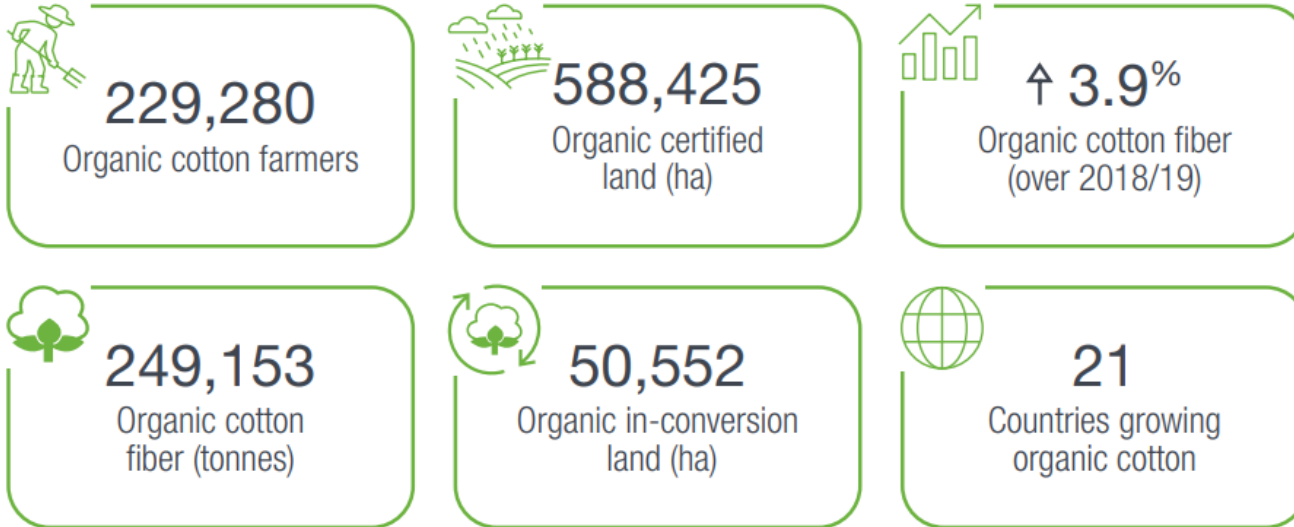 229,280
Organic cotton farmers
588,425
Organic certified
land (ha)
↑ 3.9%
Organic cotton fiber
(over 2018/19)
249,153
Organic cotton
fiber (tonnes)
50,552
Organic in-conversion
land (ha)
21
Countries growing
organic cotton